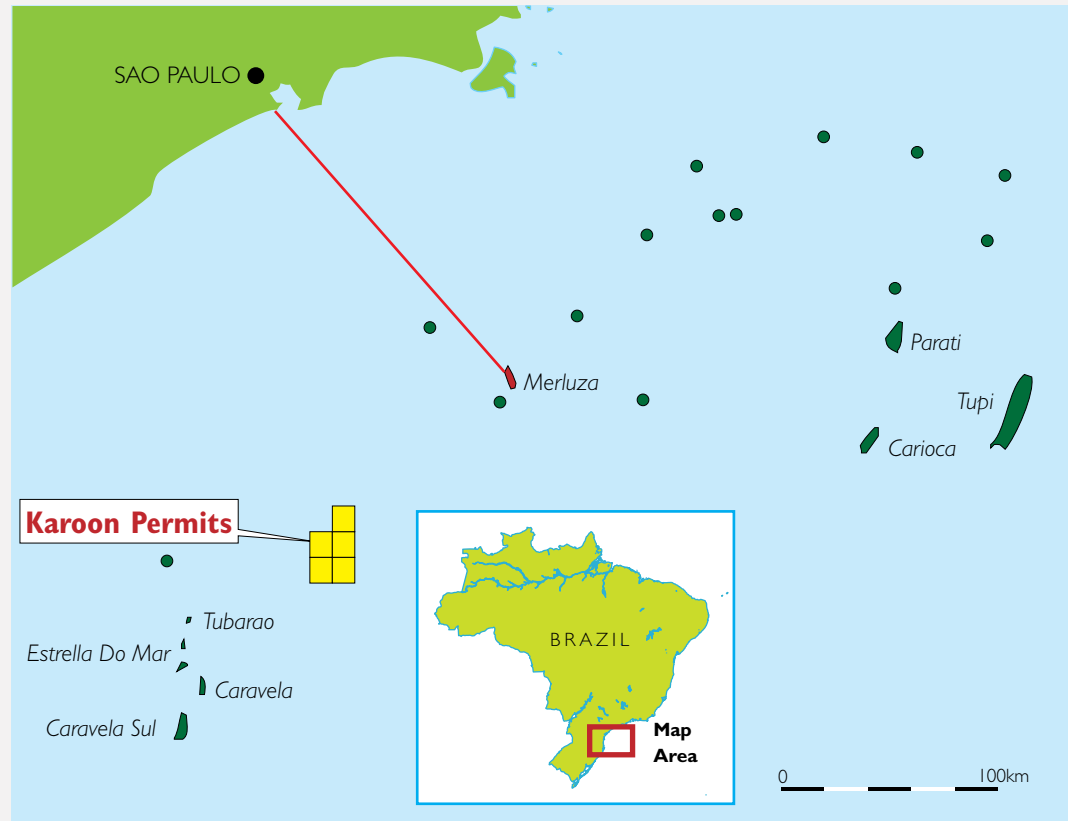 SAO PAULO
Merluza
Parati
Tupi
Carioca
Karoon Permits
Tubarao
Estrella Do Mar
Caravela
Caravela Sul
BRAZIL
Map
Area
0 100km